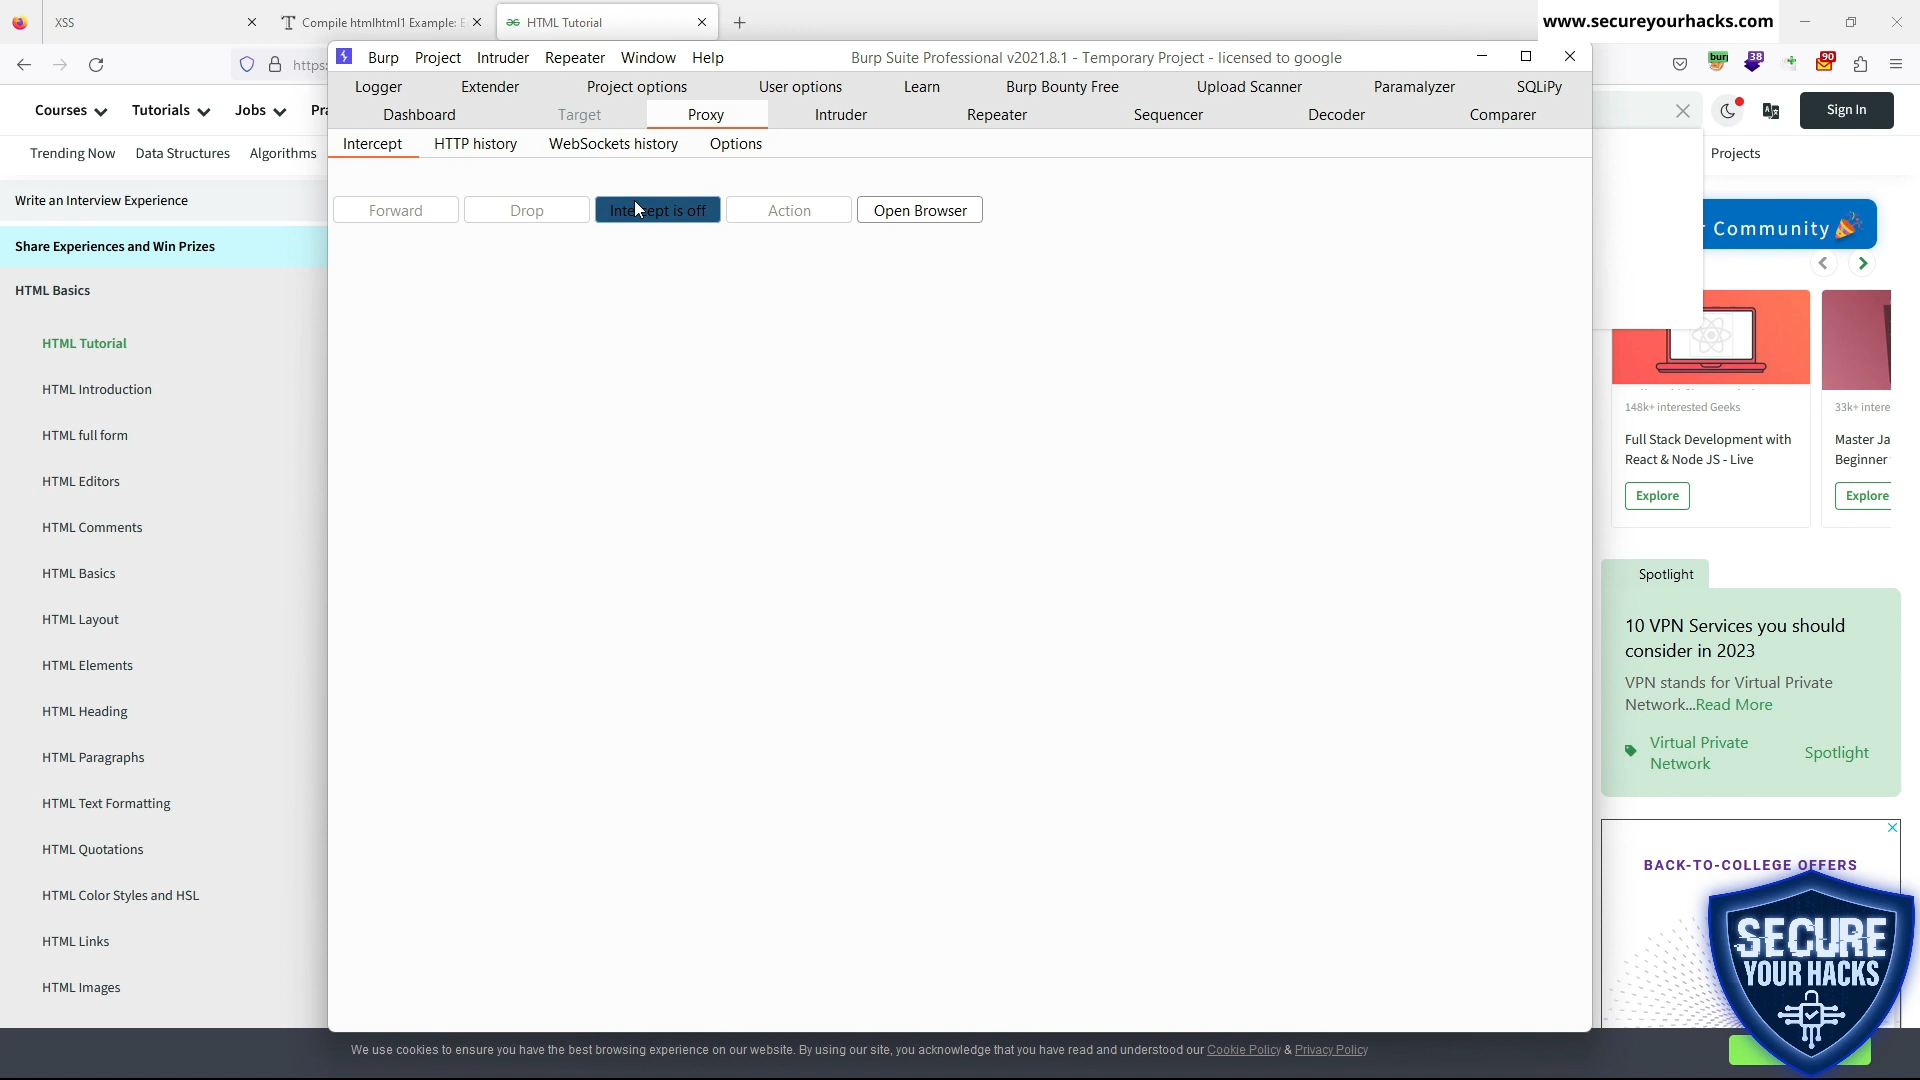 XSS
Compile htmlhtml1 Example: E
HTML Tutorial
www.secureyourhacks.com
https:
Burp Project Intruder Repeater Window Help
Burp Suite Professional v2021.8.1 - Temporary Project - licensed to google
burp
38
90
Logger Extender Project options User options Learn Burp Bounty Free Upload Scanner Paramalyzer SQLiPy
Dashboard Target Proxy Intruder Repeater Sequencer Decoder Comparer
Intercept HTTP history WebSockets history Options
Forward Drop Intercept is off Action Open Browser
Courses Tutorials Jobs Pra
Sign In
Trending Now Data Structures Algorithms
Projects
Write an Interview Experience
Share Experiences and Win Prizes
HTML Basics
HTML Tutorial
HTML Introduction
HTML full form
HTML Editors
HTML Comments
HTML Basics
HTML Layout
HTML Elements
HTML Heading
HTML Paragraphs
HTML Text Formatting
HTML Quotations
HTML Color Styles and HSL
HTML Links
HTML Images
Community
148k+ interested Geeks
Full Stack Development with
React & Node JS - Live
Explore
33k+ intere
Master Ja
Beginner
Explore
Spotlight
10 VPN Services you should
consider in 2023
VPN stands for Virtual Private
Network...Read More
Virtual Private
Network
Spotlight
BACK-TO-COLLEGE OFFERS
SECURE
YOUR HACKS
We use cookies to ensure you have the best browsing experience on our website. By using our site, you acknowledge that you have read and understood our Cookie Policy & Privacy Policy